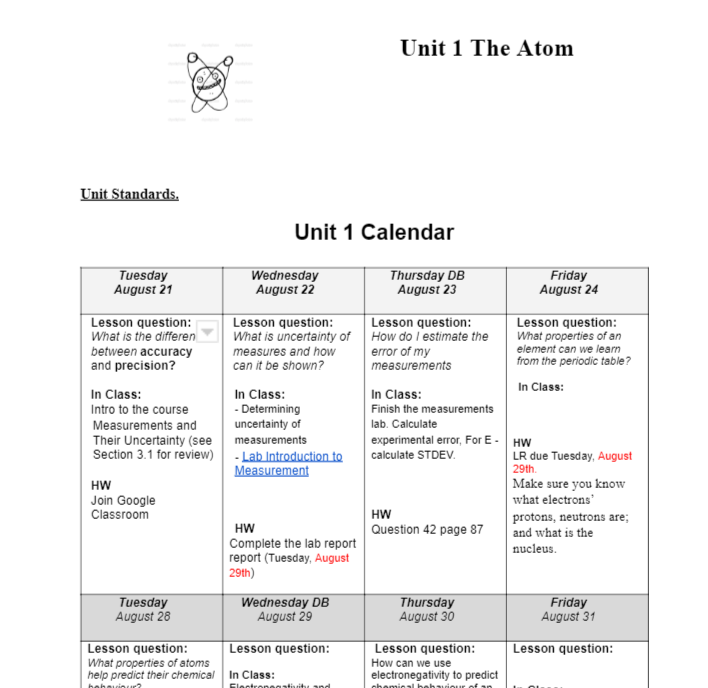 Unit 1 The Atom
Unit Standards.
Unit 1 Calendar
Tuesday
August 21
Wednesday
August 22
Thursday DB
August 23
Friday
August 24
Lesson question:
What is the differen
between accuracy
and precision?
In Class:
Intro to the course
Measurements and
Their Uncertainty (see
Section 3.1 for review)
HW
Join Google
Classroom
Lesson question:
What is uncertainty of
measures and how
can it be shown?
In Class:
- Determining
uncertainty of
measurements
- Lab Introduction to
Measurement
HW
Complete the lab report
report (Tuesday, August
29th)
Lesson question:
How do I estimate the
error of my
measurements
In Class:
Finish the measurements
lab. Calculate
experimental error, For E -
calculate STDEV.
HW
Question 42 page 87
Lesson question:
What properties of an
element can we learn
from the periodic table?
In Class:
HW
LR due Tuesday, August
29th.
Make sure you know
what electrons'
protons, neutrons are;
and what is the
nucleus.
Tuesday
August 28
Wednesday DB
August 29
Thursday
August 30
Friday
August 31
Lesson question:
What properties of atoms
help predict their chemical
behaviour?
Lesson question:
In Class:
Electronegativity and
Lesson question:
How can we use
electronegativity to predict
chemical behaviour of an
Lesson question:
In Class: